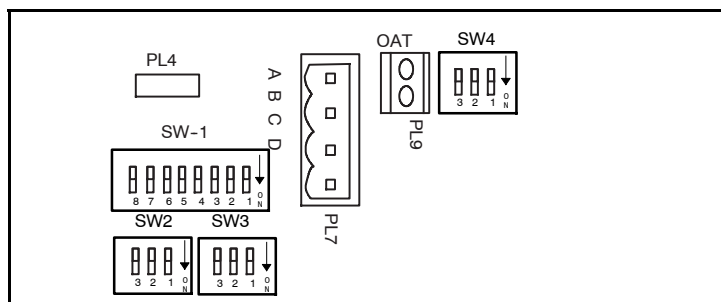 OAT
SW4
PL4
A B C D
3 2 1 ON
PL9
SW-1
8 7 6 5 4 3 2 1 ON
PL7
SW2
SW3
3 2 1 ON
3 2 1 ON